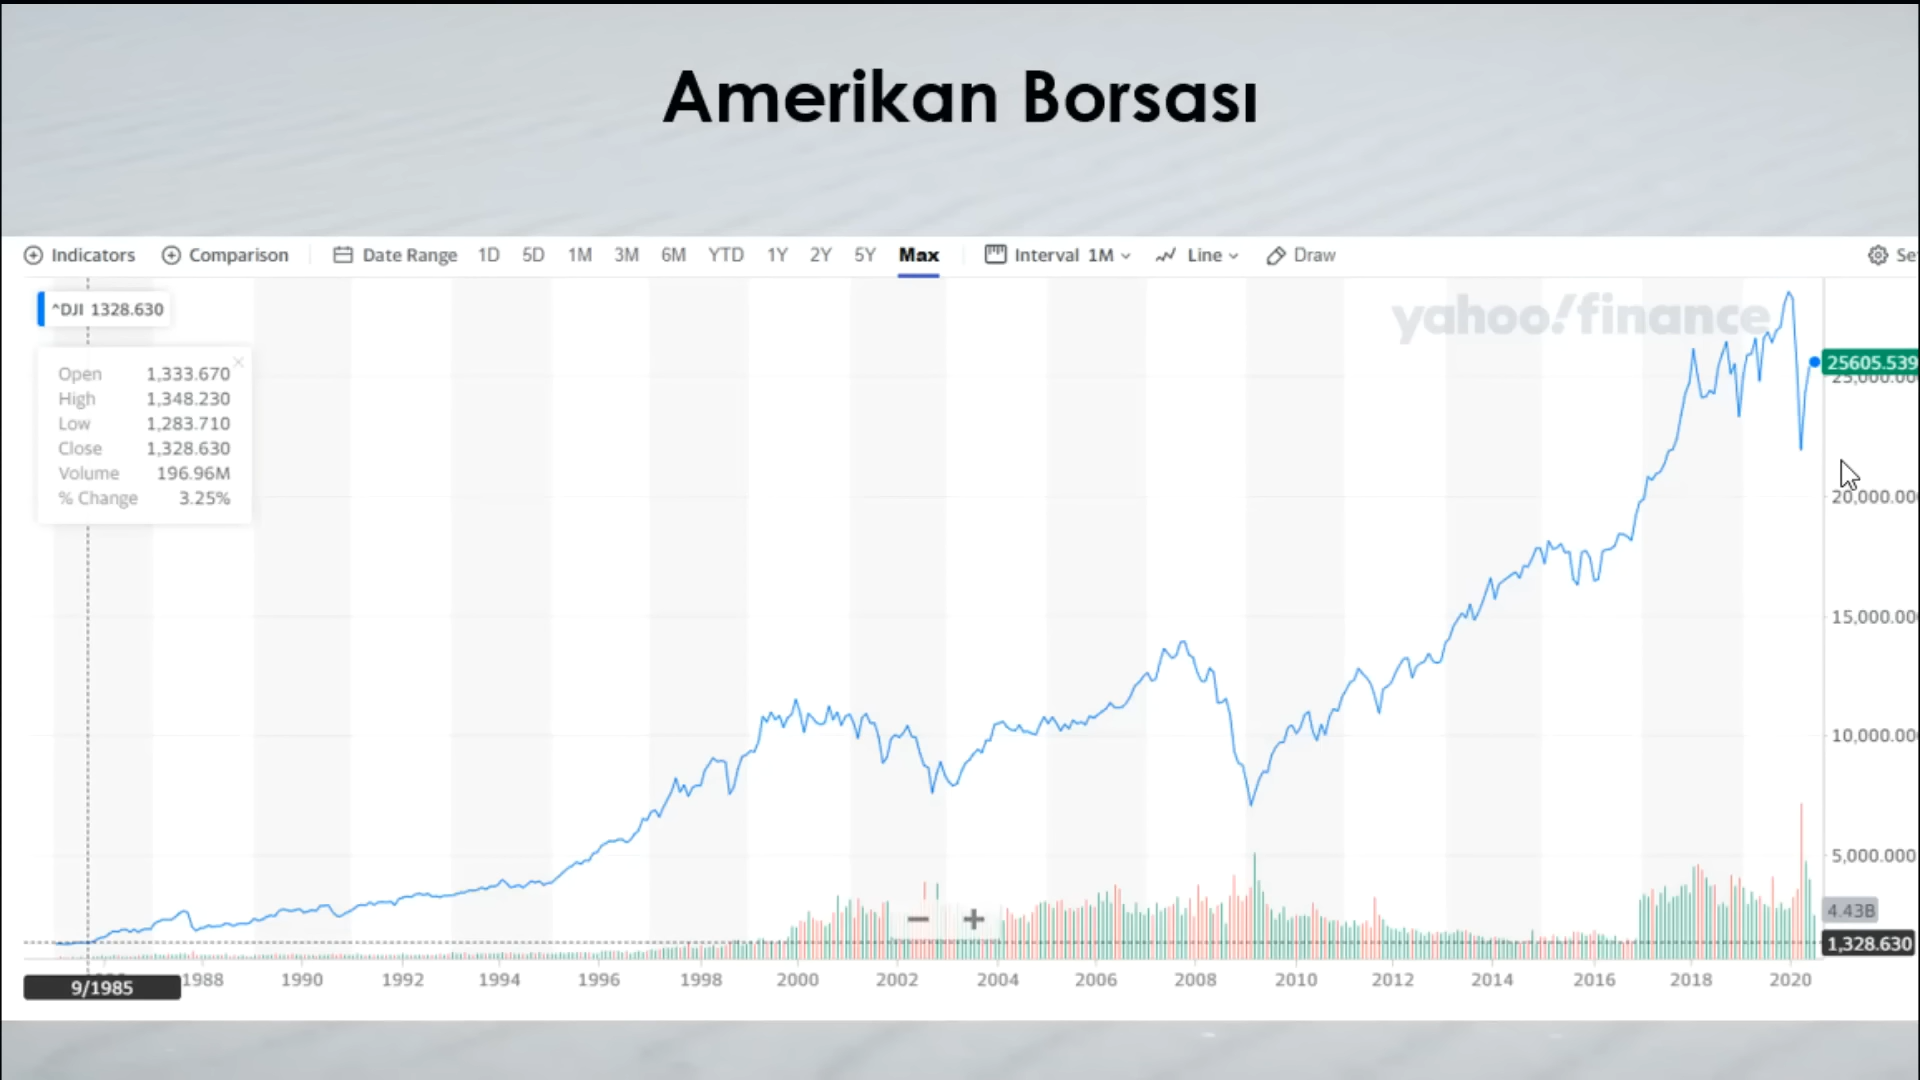 Amerikan Borsası
Indicators Comparison Date Range 1D 5D 1M 3M 6M YTD 1Y 2Y 5Y Max Interval 1M Line Draw Se
^DJI 1328.630
yahoo!finance
Open 1,333.670
High 1,348.230
Low 1,283.710
Close 1,328.630
Volume 196.96M
% Change 3.25%
25605.539
20,000.00
15,000.00
10,000.00
5,000.000
4.43B
1,328.630
9/1985
1988 1990 1992 1994 1996 1998 2000 2002 2004 2006 2008 2010 2012 2014 2016 2018 2020